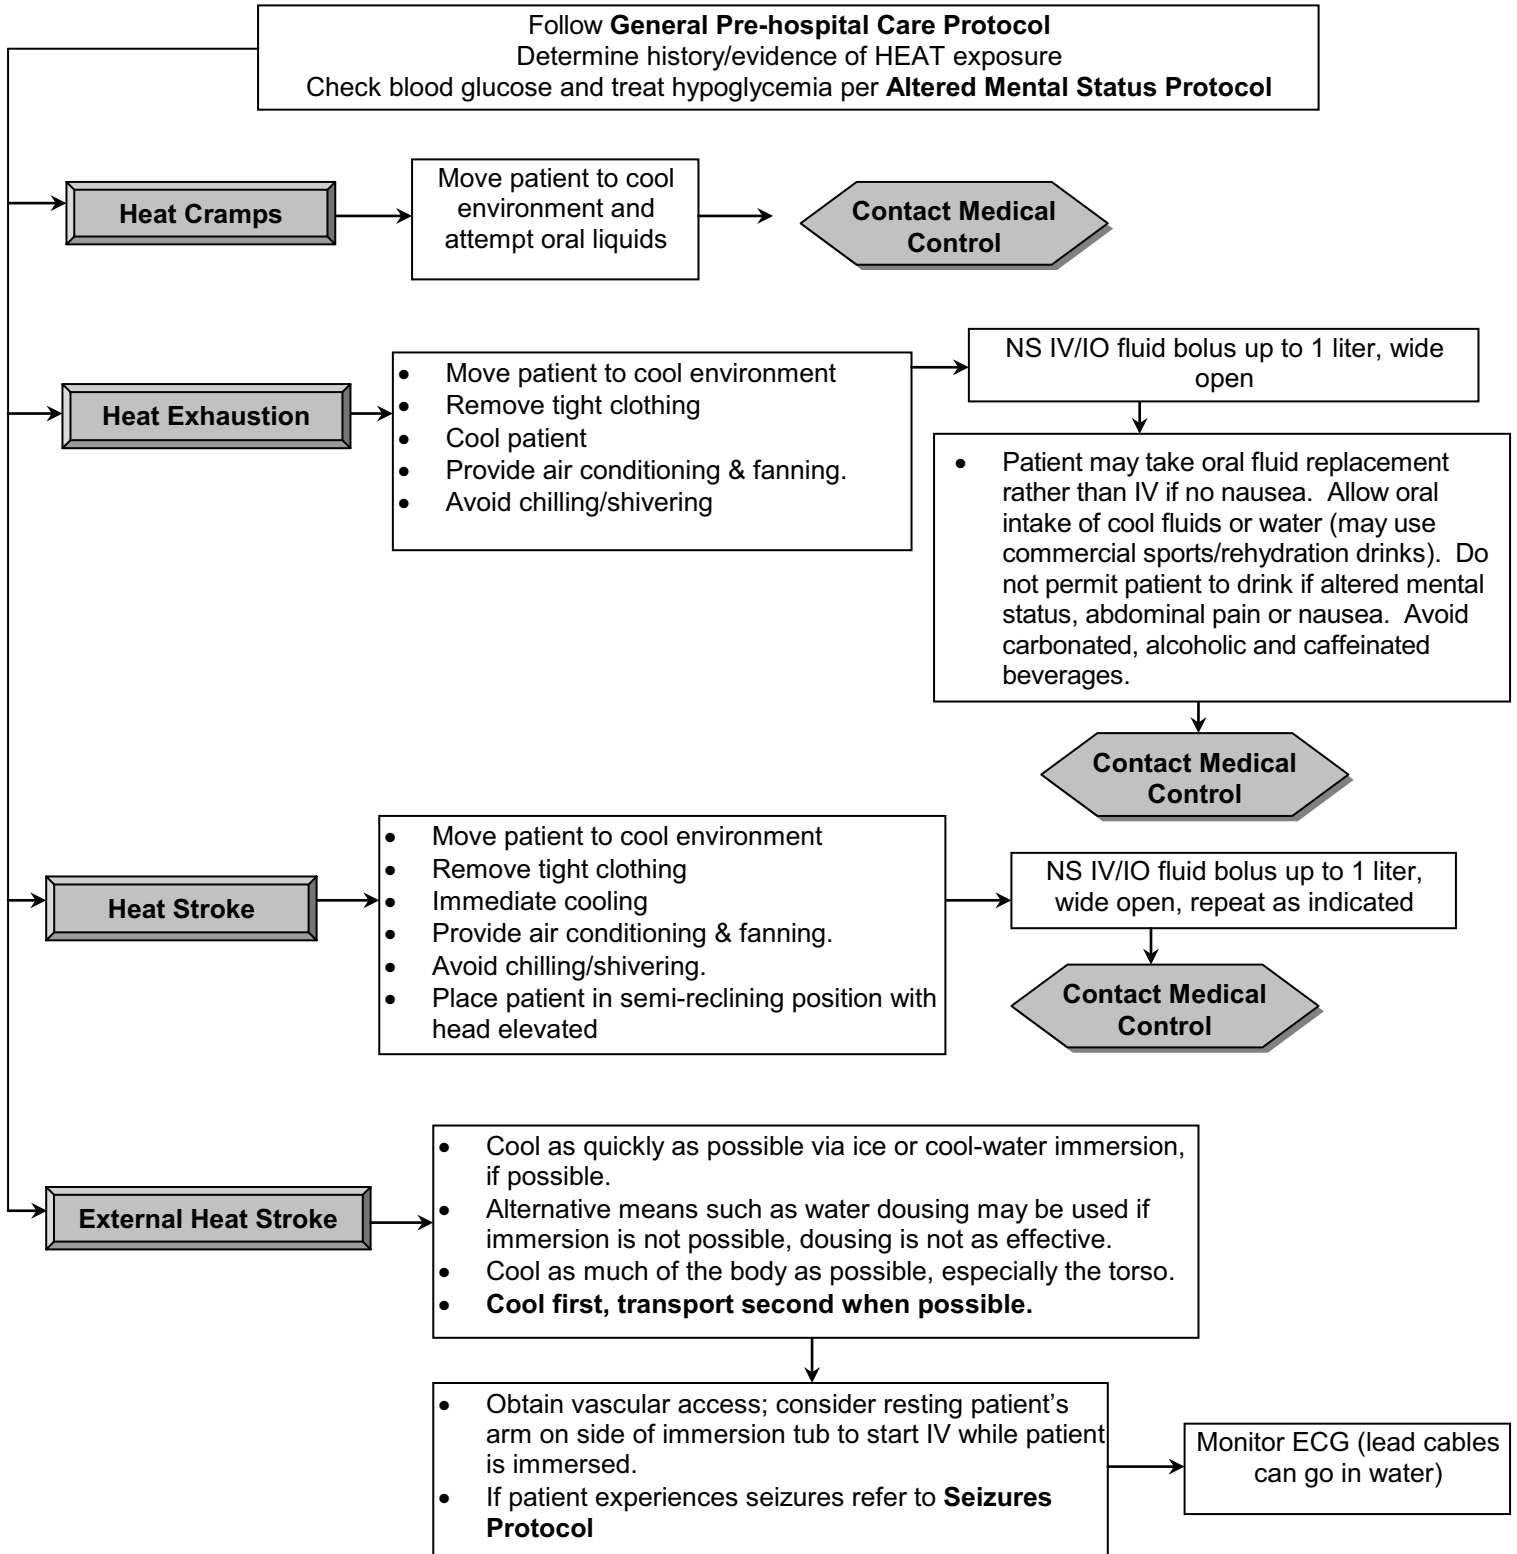 Follow General Pre-hospital Care Protocol
Determine history/evidence of HEAT exposure
Check blood glucose and treat hypoglycemia per Altered Mental Status Protocol
Heat Cramps
Move patient to cool
environment and
attempt oral liquids
Contact Medical
Control
Heat Exhaustion
• Move patient to cool environment
• Remove tight clothing
• Cool patient
• Provide air conditioning & fanning.
• Avoid chilling/shivering
NS IV/IO fluid bolus up to 1 liter, wide
open
• Patient may take oral fluid replacement
rather than IV if no nausea. Allow oral
intake of cool fluids or water (may use
commercial sports/rehydration drinks). Do
not permit patient to drink if altered mental
status, abdominal pain or nausea. Avoid
carbonated, alcoholic and caffeinated
beverages.
Contact Medical
Control
Heat Stroke
• Move patient to cool environment
• Remove tight clothing
• Immediate cooling
• Provide air conditioning & fanning.
• Avoid chilling/shivering.
• Place patient in semi-reclining position with
head elevated
NS IV/IO fluid bolus up to 1 liter,
wide open, repeat as indicated
Contact Medical
Control
External Heat Stroke
• Cool as quickly as possible via ice or cool-water immersion,
if possible.
• Alternative means such as water dousing may be used if
immersion is not possible, dousing is not as effective.
• Cool as much of the body as possible, especially the torso.
• Cool first, transport second when possible.
• Obtain vascular access; consider resting patient’s
arm on side of immersion tub to start IV while patient
is immersed.
• If patient experiences seizures refer to Seizures
Protocol
Monitor ECG (lead cables
can go in water)